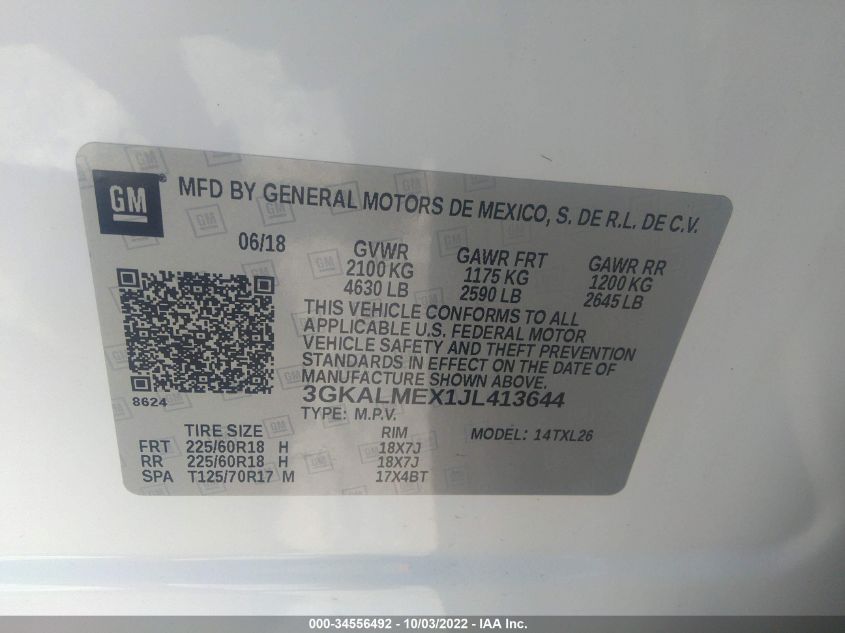 GM ® MFD BY GENERAL MOTORS DE MEXICO, S. DE R.L. DE C.V.
06/18
GVWR GAWR FRT GAWR RR
2100 KG 1175 KG 1200 KG
4630 LB 2590 LB 2645 LB
THIS VEHICLE CONFORMS TO ALL
APPLICABLE U.S. FEDERAL MOTOR
VEHICLE SAFETY AND THEFT PREVENTION
STANDARDS IN EFFECT ON THE DATE OF
MANUFACTURE SHOWN ABOVE.
8624
3GKALMEX1JL413644
TYPE: M.P.V.
MODEL: 14TXL26
TIRE SIZE RIM
FRT 225/60R18 H 18X7J
RR 225/60R18 H 18X7J
SPA T125/70R17 M 17X4BT
000-34556492 - 10/03/2022 - IAA Inc.